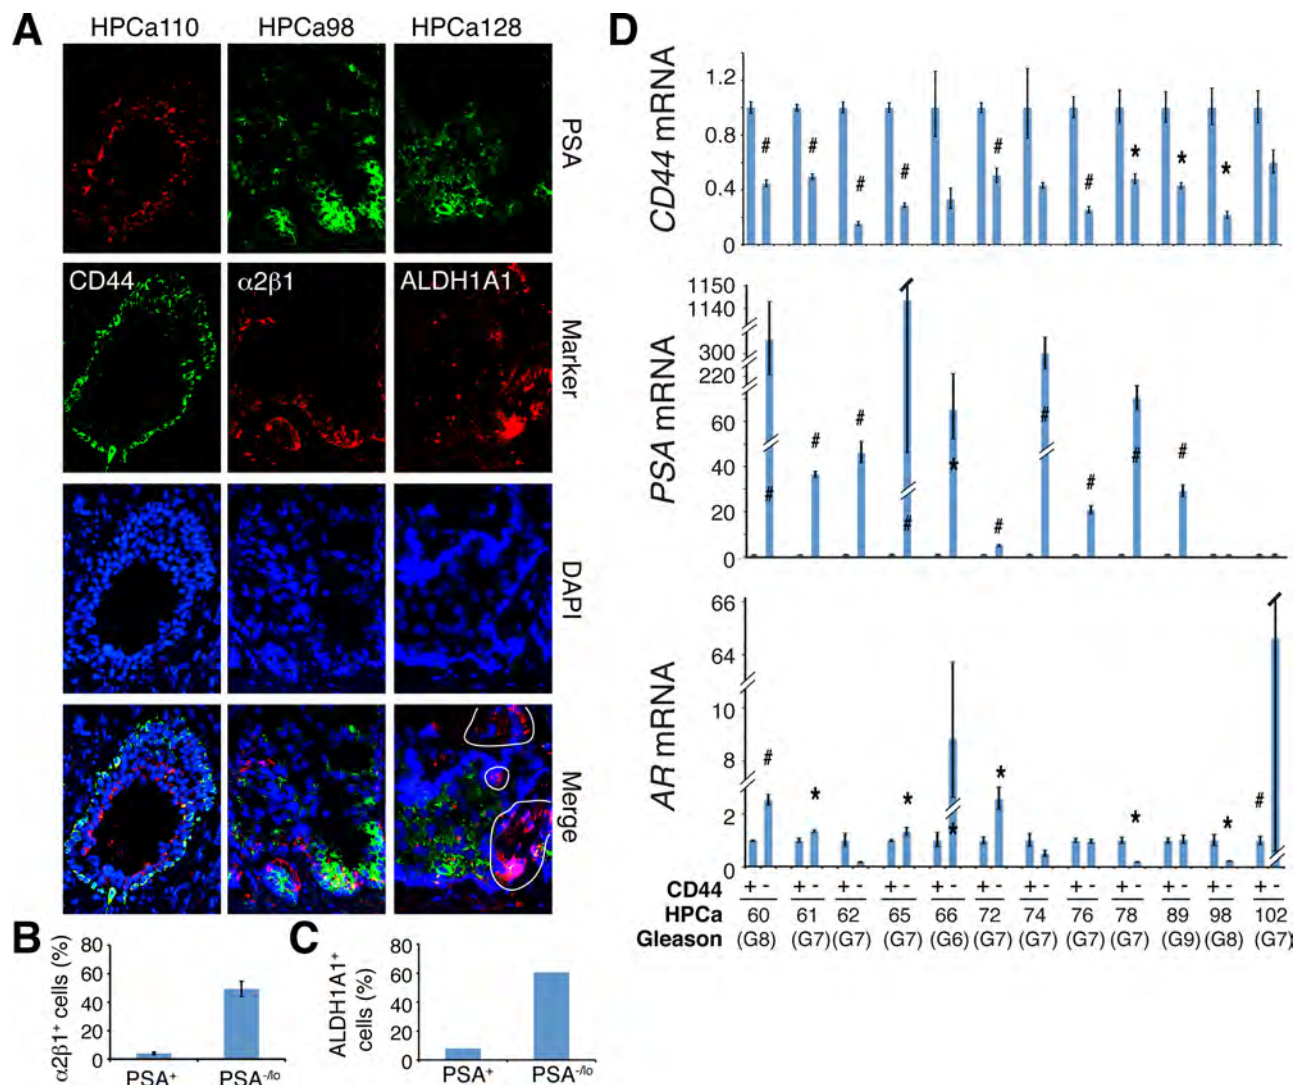 A
HPCa110 HPCa98 HPCa128
PSA
CD44 α2β1 ALDH1A1
Marker
DAPI
Merge
B
α2β1+ cells (%)
80
60
40
20
0
PSA+ PSA-/lo
C
ALDH1A1+
cells (%)
80
60
40
20
0
PSA+ PSA-/lo
D
CD44 mRNA
1.2
0.8
0.4
0
# # # # # # * * *
PSA mRNA
1150
1140
300
220
60
40
20
0
# # # # * # # # # #
AR mRNA
66
64
10
8
2
0
# * * * * * * #
CD44 + - + - + - + - + - + - + - + - + - + - + - + -
HPCa 60 61 62 65 66 72 74 76 78 89 98 102
Gleason (G8) (G7) (G7) (G7) (G6) (G7) (G7) (G7) (G7) (G9) (G8) (G7)